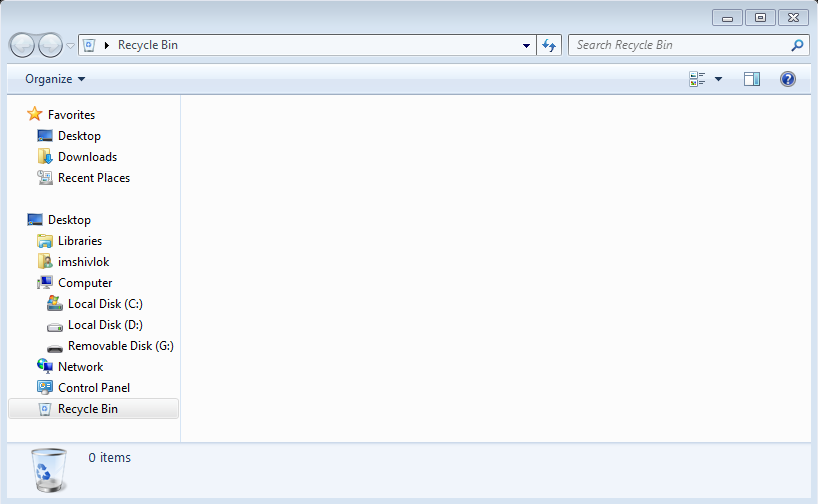 Recycle Bin
Search Recycle Bin
Organize
Favorites
Desktop
Downloads
Recent Places
Desktop
Libraries
imshivlok
Computer
Local Disk (C:)
Local Disk (D:)
Removable Disk (G:)
Network
Control Panel
Recycle Bin
0 items